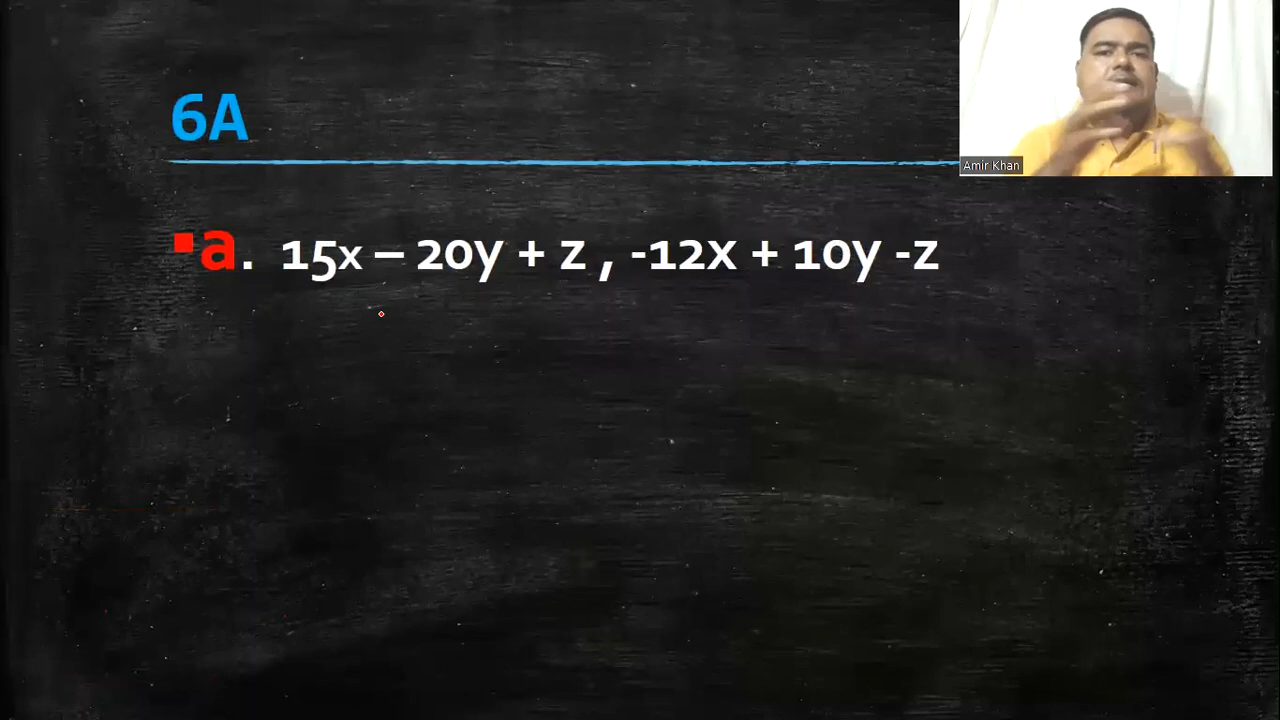 6A
Amir Khan
▪a. 15x – 20y + z , -12x + 10y -z